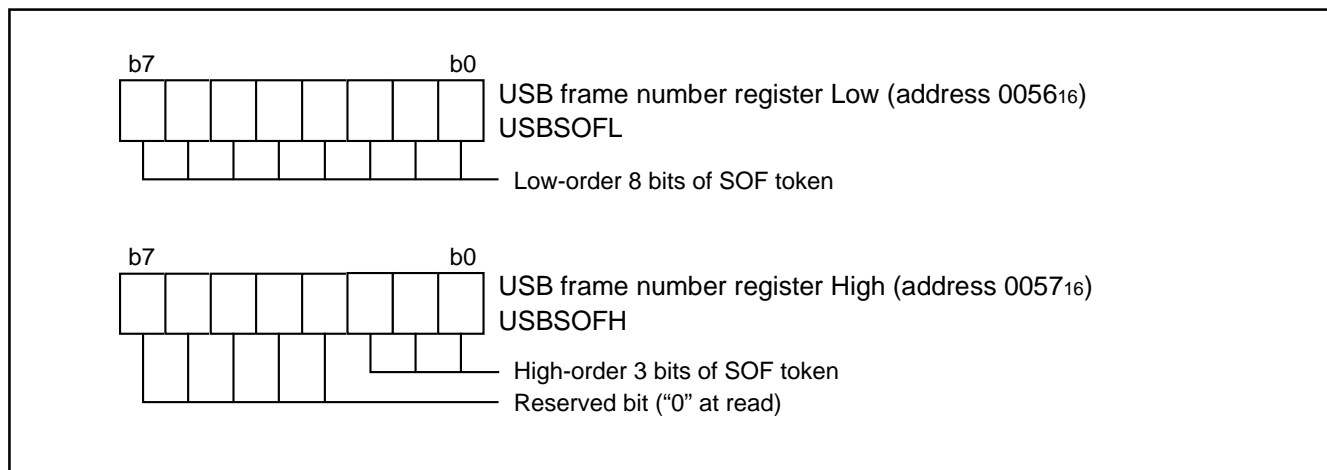 b7 b0
USB frame number register Low (address 0056₁₆)
USBSOFL
Low-order 8 bits of SOF token
b7 b0
USB frame number register High (address 0057₁₆)
USBSOFH
High-order 3 bits of SOF token
Reserved bit (“0” at read)